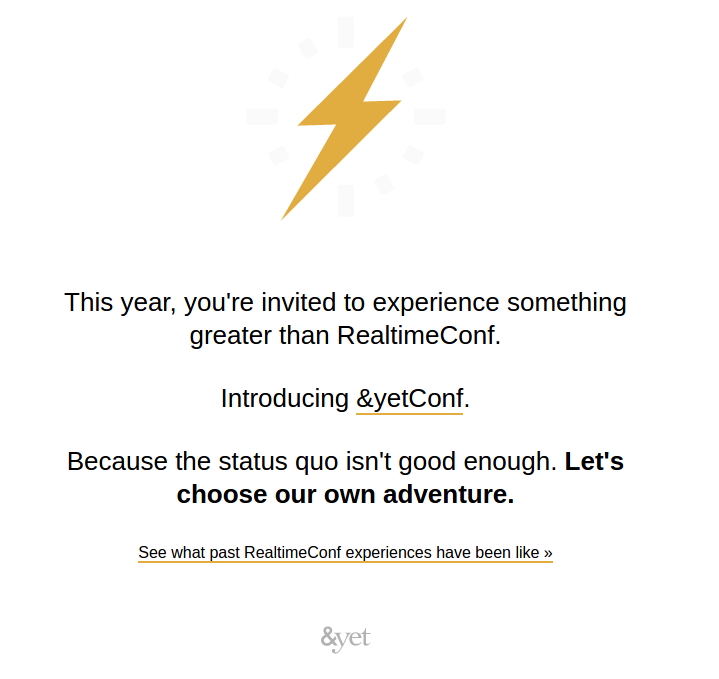 This year, you're invited to experience something
greater than RealtimeConf.
Introducing &yetConf.
Because the status quo isn't good enough. Let's
choose our own adventure.
See what past RealtimeConf experiences have been like »
&yet